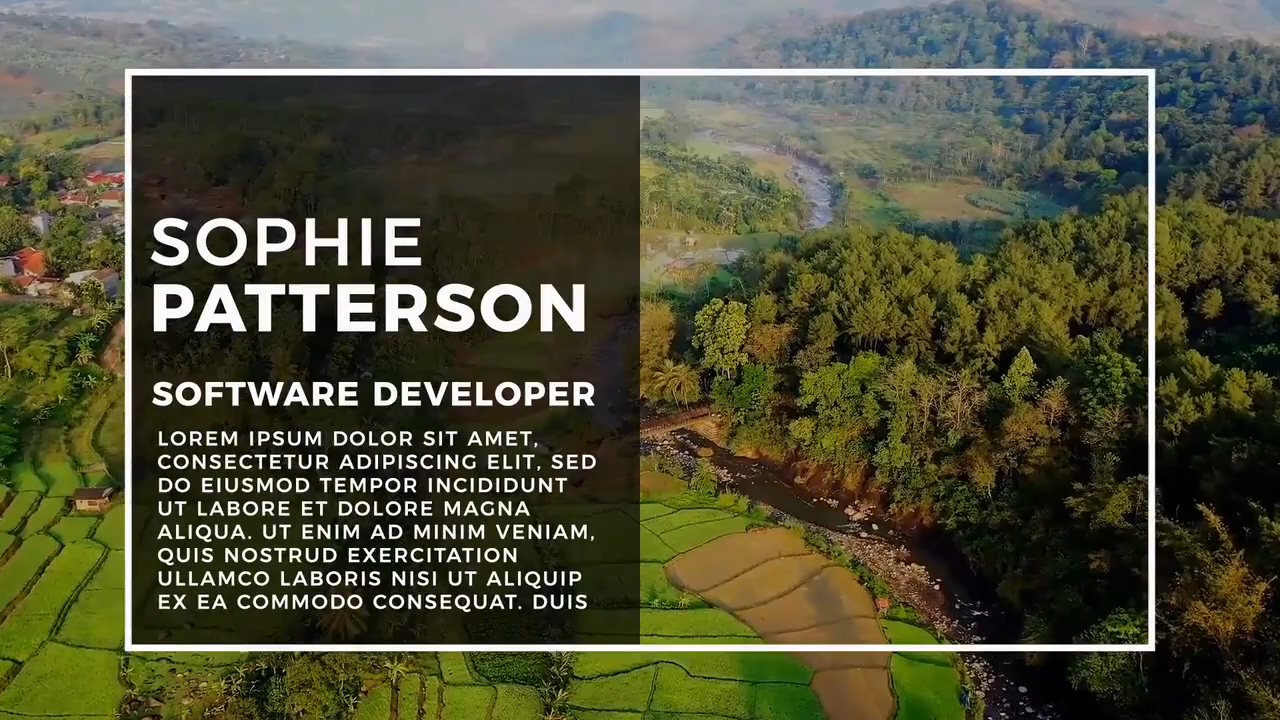 SOPHIE
PATTERSON
SOFTWARE DEVELOPER
LOREM IPSUM DOLOR SIT AMET,
CONSECTETUR ADIPISCING ELIT, SED
DO EIUSMOD TEMPOR INCIDIDUNT
UT LABORE ET DOLORE MAGNA
ALIQUA. UT ENIM AD MINIM VENIAM,
QUIS NOSTRUD EXERCITATION
ULLAMCO LABORIS NISI UT ALIQUIP
EX EA COMMODO CONSEQUAT. DUIS